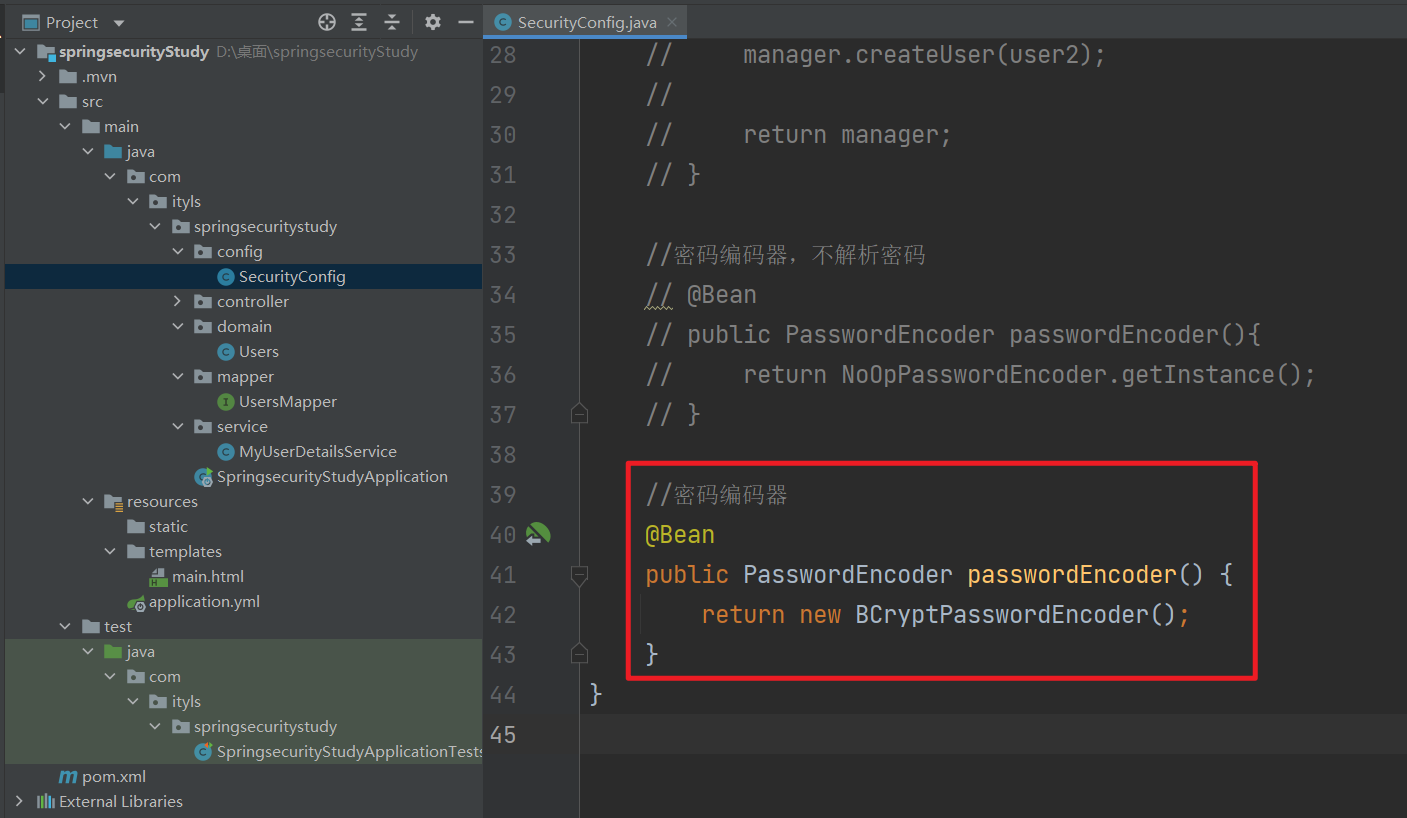 Project
springsecurityStudy D:\桌面\springsecurityStudy
.mvn
src
main
java
com
ityls
springsecuritystudy
config
SecurityConfig
controller
domain
Users
mapper
UsersMapper
service
MyUserDetailsService
SpringsecurityStudyApplication
resources
static
templates
main.html
application.yml
test
java
com
ityls
springsecuritystudy
SpringsecurityStudyApplicationTests
pom.xml
External Libraries
SecurityConfig.java
28 //     manager.createUser(user2);
29 //
30 //     return manager;
31 // }
32
33 //密码编码器，不解析密码
34 // @Bean
35 // public PasswordEncoder passwordEncoder(){
36 //     return NoOpPasswordEncoder.getInstance();
37 // }
38
39 //密码编码器
40 @Bean
41 public PasswordEncoder passwordEncoder() {
42     return new BCryptPasswordEncoder();
43 }
44 }
45